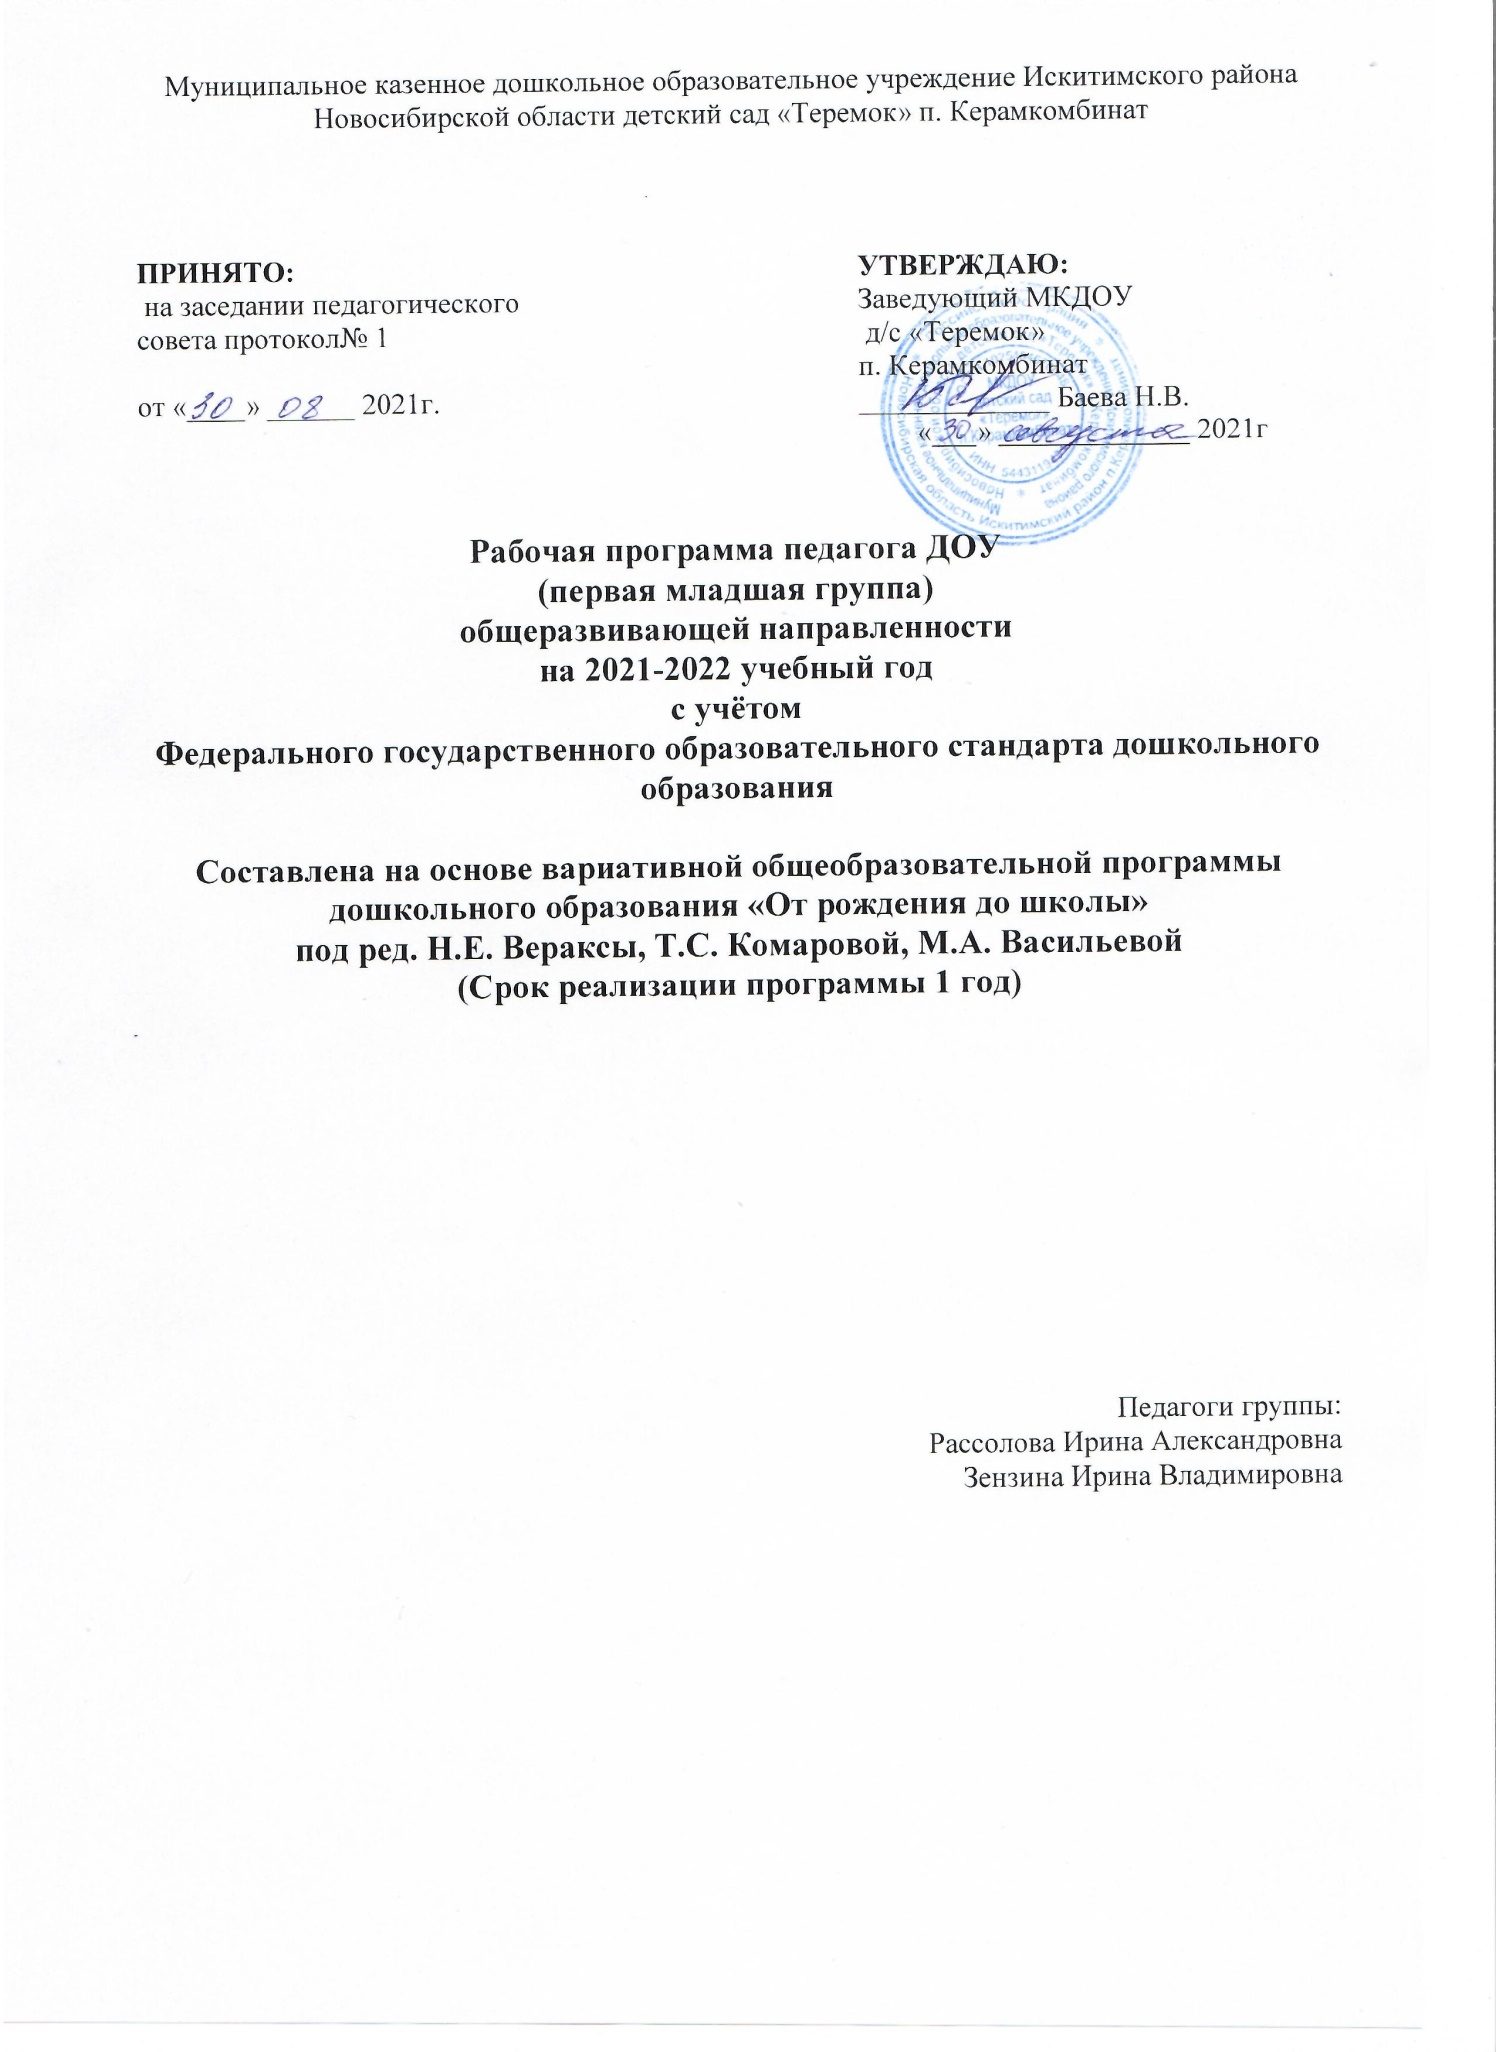 Муниципальное казенное дошкольное образовательное учреждение Искитимского района
Новосибирской области детский сад «Теремок» п. Керамкомбинат
ПРИНЯТО:
на заседании педагогического
совета протокол№ 1
от «30» 08 2021г.
УТВЕРЖДАЮ:
Заведующий МКДОУ
д/с «Теремок»
п. Керамкомбинат
Баева Н.В.
«30» августа 2021г
Рабочая программа педагога ДОУ
(первая младшая группа)
общеразвивающей направленности
на 2021-2022 учебный год
с учётом
Федерального государственного образовательного стандарта дошкольного
образования
Составлена на основе вариативной общеобразовательной программы
дошкольного образования «От рождения до школы»
под ред. Н.Е. Вераксы, Т.С. Комаровой, М.А. Васильевой
(Срок реализации программы 1 год)
Педагоги группы:
Рассолова Ирина Александровна
Зензина Ирина Владимировна